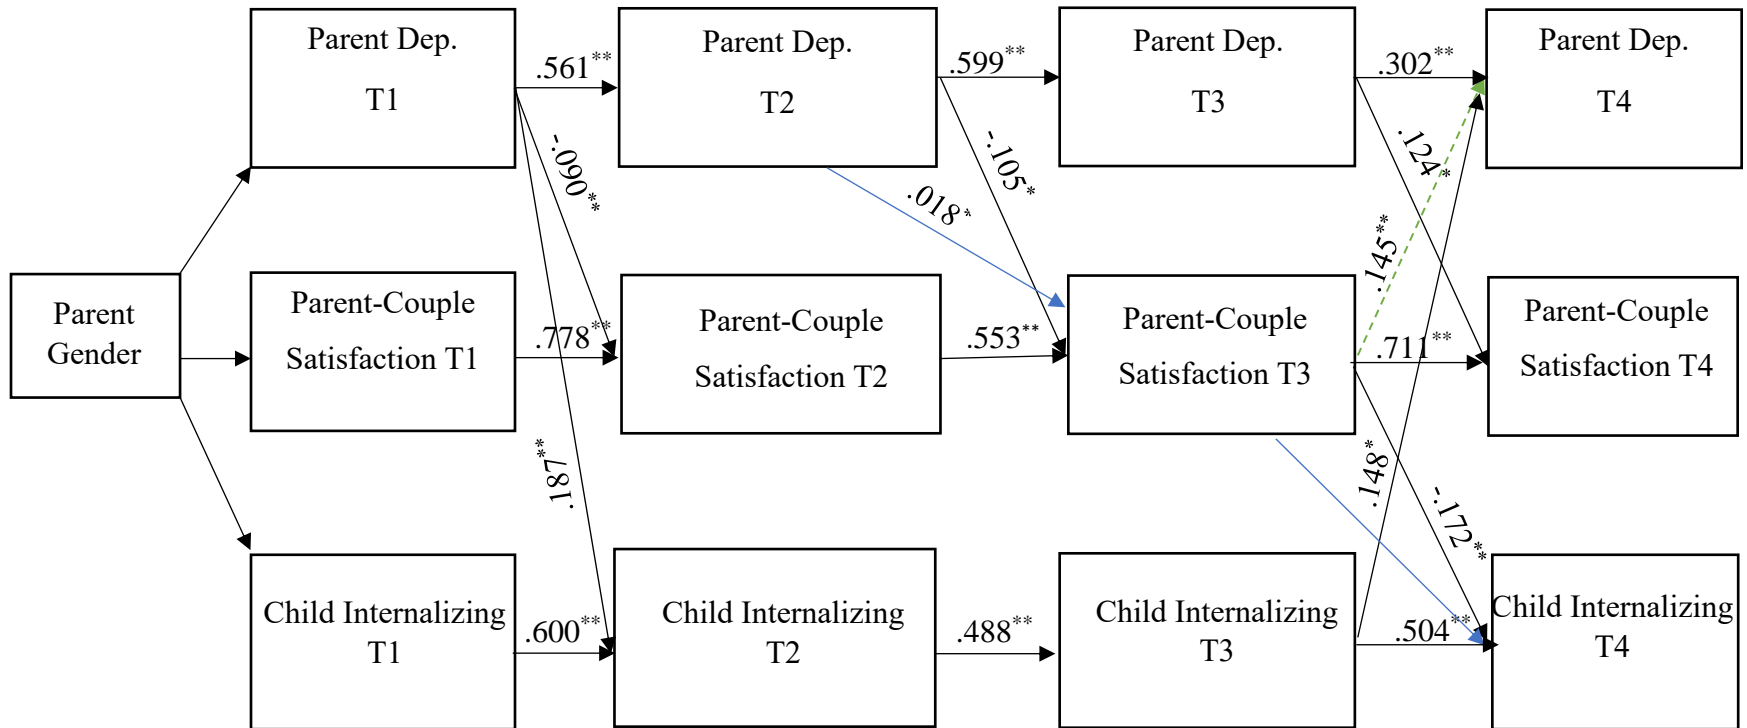 Parent Dep.
T1
.561**
Parent Dep.
T2
.599**
Parent Dep.
T3
.302**
Parent Dep.
T4
-.090**
-.105*
.018*
.124*
.145**
Parent
Gender
Parent-Couple
Satisfaction T1
.778**
Parent-Couple
Satisfaction T2
.553**
Parent-Couple
Satisfaction T3
.711**
Parent-Couple
Satisfaction T4
.187**
.148*
-.172**
Child Internalizing
T1
.600**
Child Internalizing
T2
.488**
Child Internalizing
T3
.504**
Child Internalizing
T4